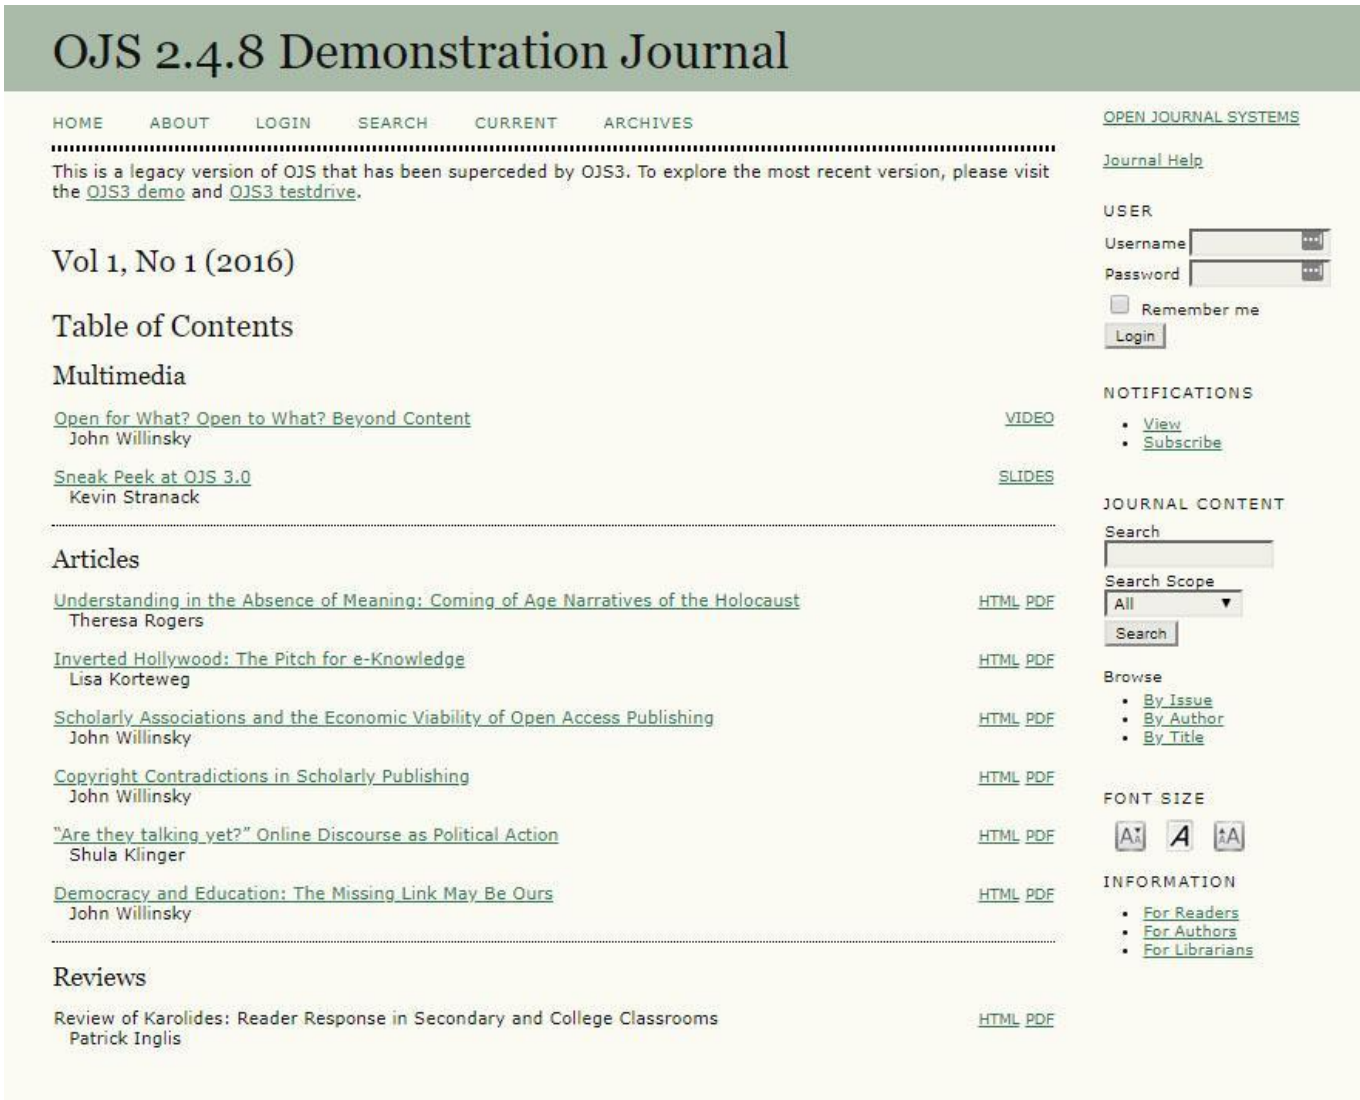 OJS 2.4.8 Demonstration Journal
HOME ABOUT LOGIN SEARCH CURRENT ARCHIVES
This is a legacy version of OJS that has been superceded by OJS3. To explore the most recent version, please visit
the OJS3 demo and OJS3 testdrive.
Vol 1, No 1 (2016)
Table of Contents
Multimedia
Open for What? Open to What? Beyond Content VIDEO
John Willinsky
Sneak Peek at OJS 3.0 SLIDES
Kevin Stranack
Articles
Understanding in the Absence of Meaning: Coming of Age Narratives of the Holocaust HTML PDF
Theresa Rogers
Inverted Hollywood: The Pitch for e-Knowledge HTML PDF
Lisa Korteweg
Scholarly Associations and the Economic Viability of Open Access Publishing HTML PDF
John Willinsky
Copyright Contradictions in Scholarly Publishing HTML PDF
John Willinsky
“Are they talking yet?” Online Discourse as Political Action HTML PDF
Shula Klinger
Democracy and Education: The Missing Link May Be Ours HTML PDF
John Willinsky
Reviews
Review of Karolides: Reader Response in Secondary and College Classrooms HTML PDF
Patrick Inglis
OPEN JOURNAL SYSTEMS
Journal Help
USER
Username
Password
Remember me
Login
NOTIFICATIONS
View
Subscribe
JOURNAL CONTENT
Search
Search Scope
All
Search
Browse
By Issue
By Author
By Title
FONT SIZE
A A A
INFORMATION
For Readers
For Authors
For Librarians